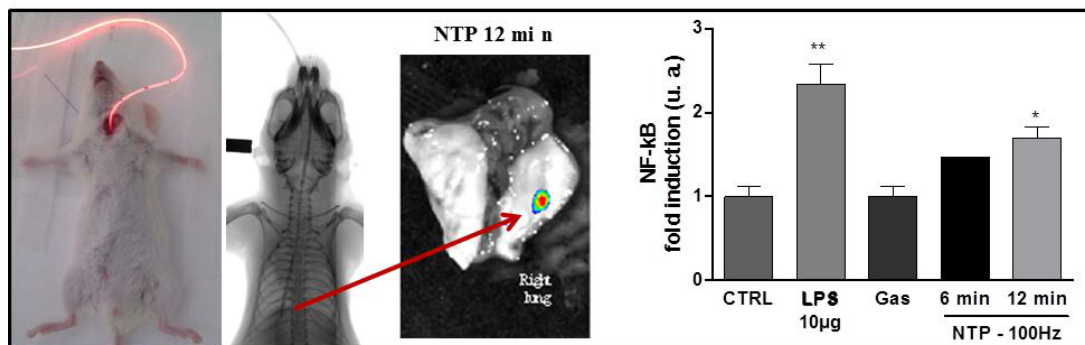 NTP 12 min
Right
lung
NF-kB
fold induction (u. a.)
3
2
1
0
**
*
CTRL
LPS
10µg
Gas
6 min
12 min
NTP - 100Hz